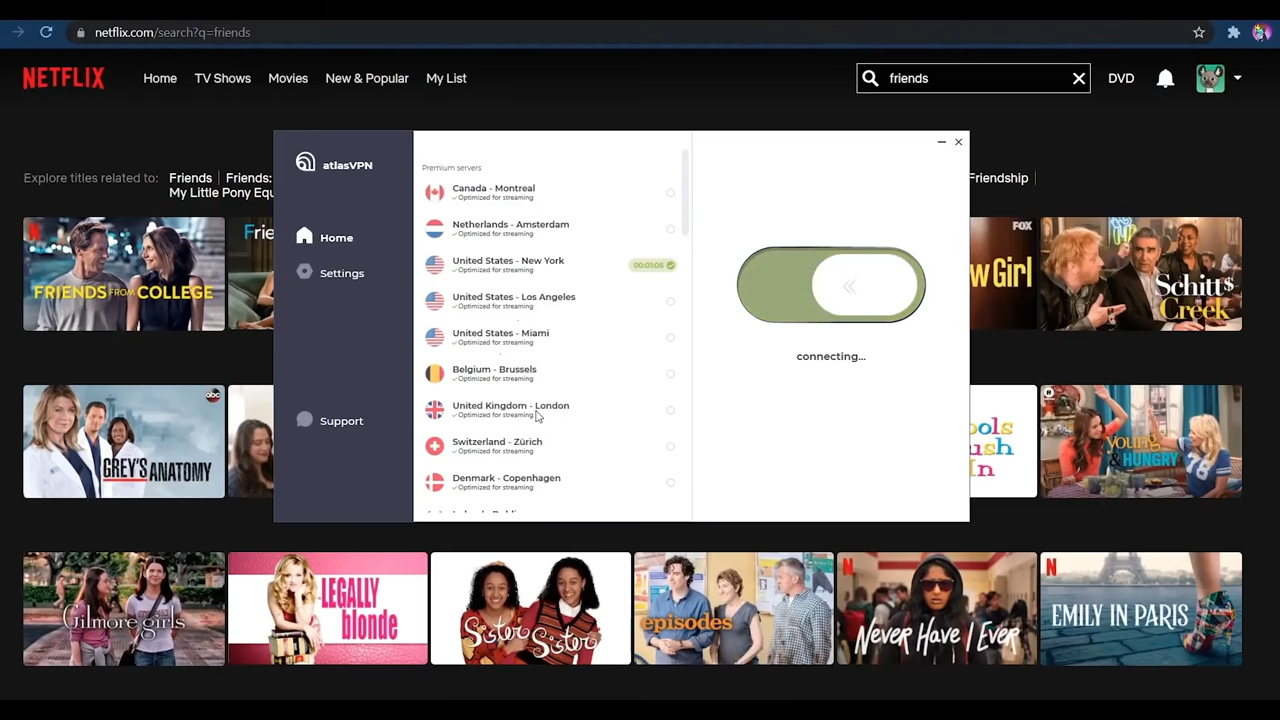 netflix.com/search?q=friends
NETFLIX Home TV Shows Movies New & Popular My List friends DVD
atlasVPN
Home
Settings
Support
Premium servers
Canada - Montreal
Optimized for streaming
Netherlands - Amsterdam
Optimized for streaming
United States - New York
Optimized for streaming
00:01:06
United States - Los Angeles
Optimized for streaming
United States - Miami
Optimized for streaming
Belgium - Brussels
Optimized for streaming
United Kingdom - London
Optimized for streaming
Switzerland - Zürich
Optimized for streaming
Denmark - Copenhagen
Optimized for streaming
connecting...
Explore titles related to: Friends | Friends: Friendship |
My Little Pony Equ
N
FRIENDS FROM COLLEGE
Frie
FOX
w Girl
Schitt$
Creek
abc
GREY'S ANATOMY
ools
ush
In
H
YOUNG
& HUNGRY
Gilmore girls
LEGALLY
blonde
Sister Sister
episodes
N
Never Have I Ever
N
EMILY IN PARIS